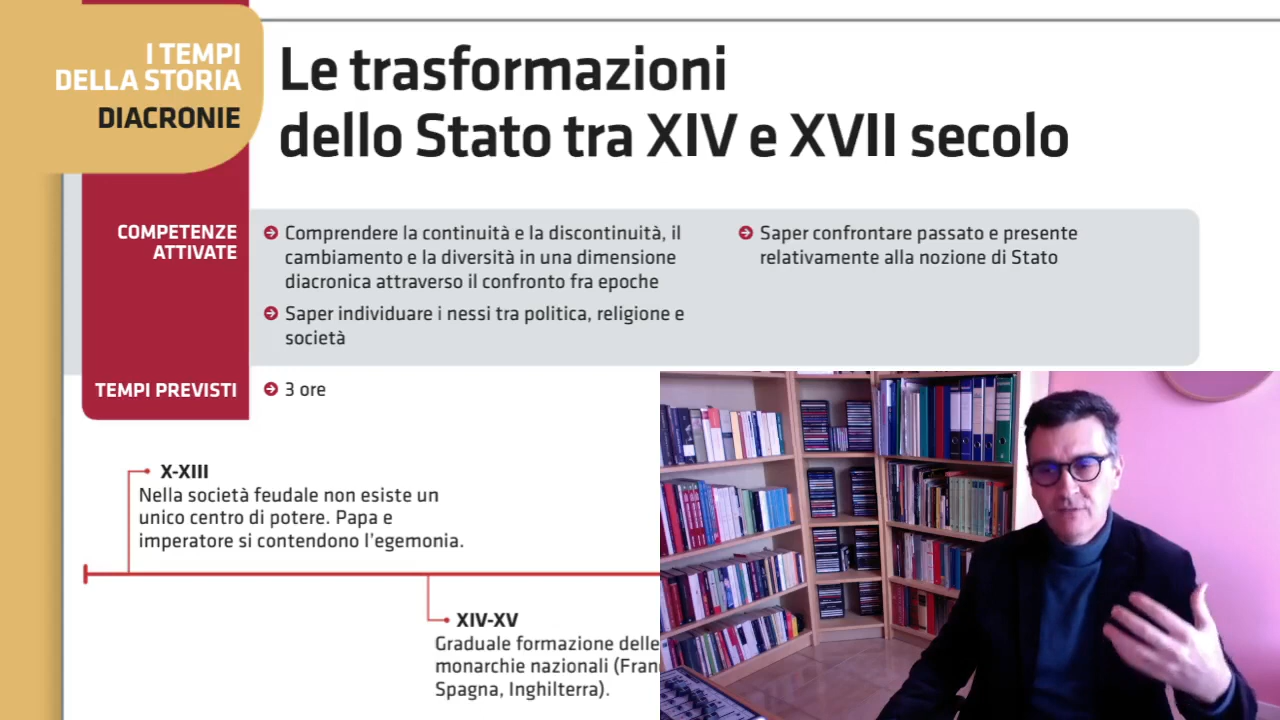 I TEMPI
DELLA STORIA
DIACRONIE
Le trasformazioni
dello Stato tra XIV e XVII secolo
COMPETENZE
ATTIVATE
Comprendere la continuità e la discontinuità, il
cambiamento e la diversità in una dimensione
diacronica attraverso il confronto fra epoche
Saper individuare i nessi tra politica, religione e
società
Saper confrontare passato e presente
relativamente alla nozione di Stato
TEMPI PREVISTI
3 ore
X-XIII
Nella società feudale non esiste un
unico centro di potere. Papa e
imperatore si contendono l'egemonia.
XIV-XV
Graduale formazione delle
monarchie nazionali (Fran
Spagna, Inghilterra).